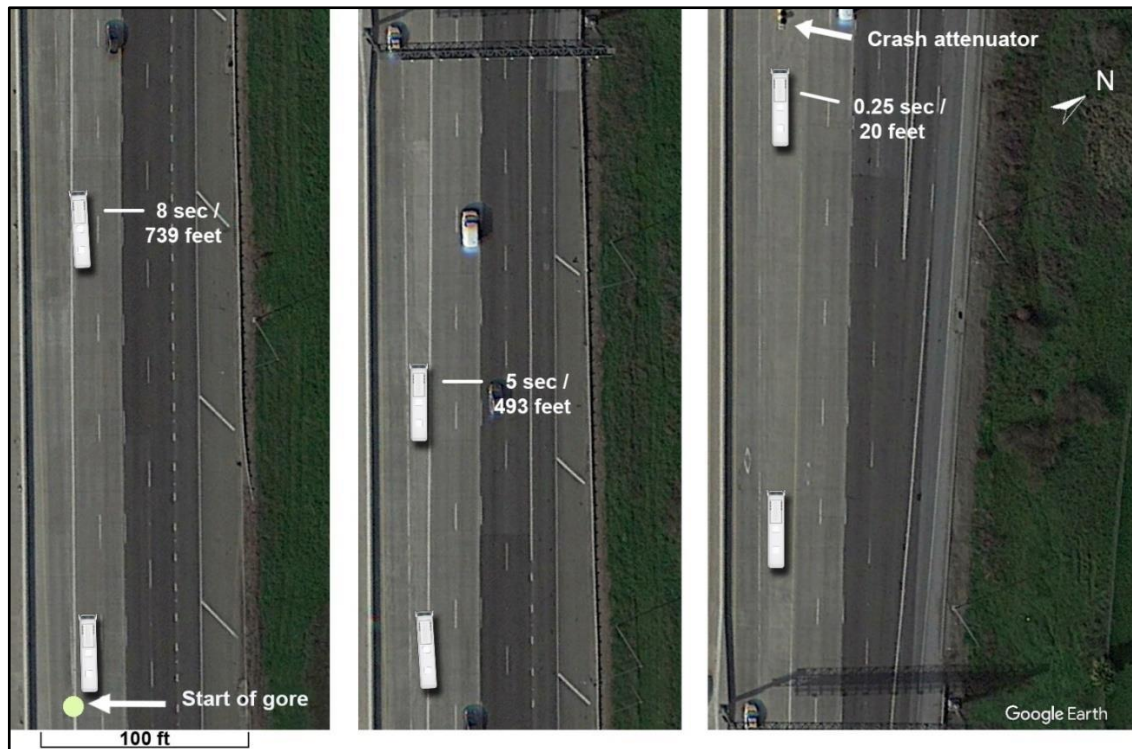 8 sec /
739 feet
Start of gore
100 ft
5 sec /
493 feet
Crash attenuator
N
0.25 sec /
20 feet
Google Earth